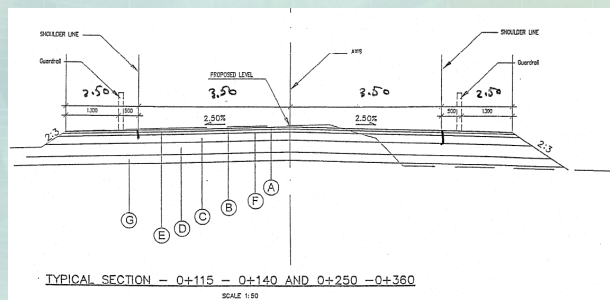 SHOULDER LINE
AXIS
SHOULDER LINE
Guardrail
PROPOSED LEVEL
Guardrail
2.50
3.50
3.50
2.50
1.300
500
500
1.300
2.50%
2.50%
2:3
2:3
G
E
D
C
B
F
A
TYPICAL SECTION - 0+115 - 0+140 AND 0+250 -0+360
SCALE 1:50